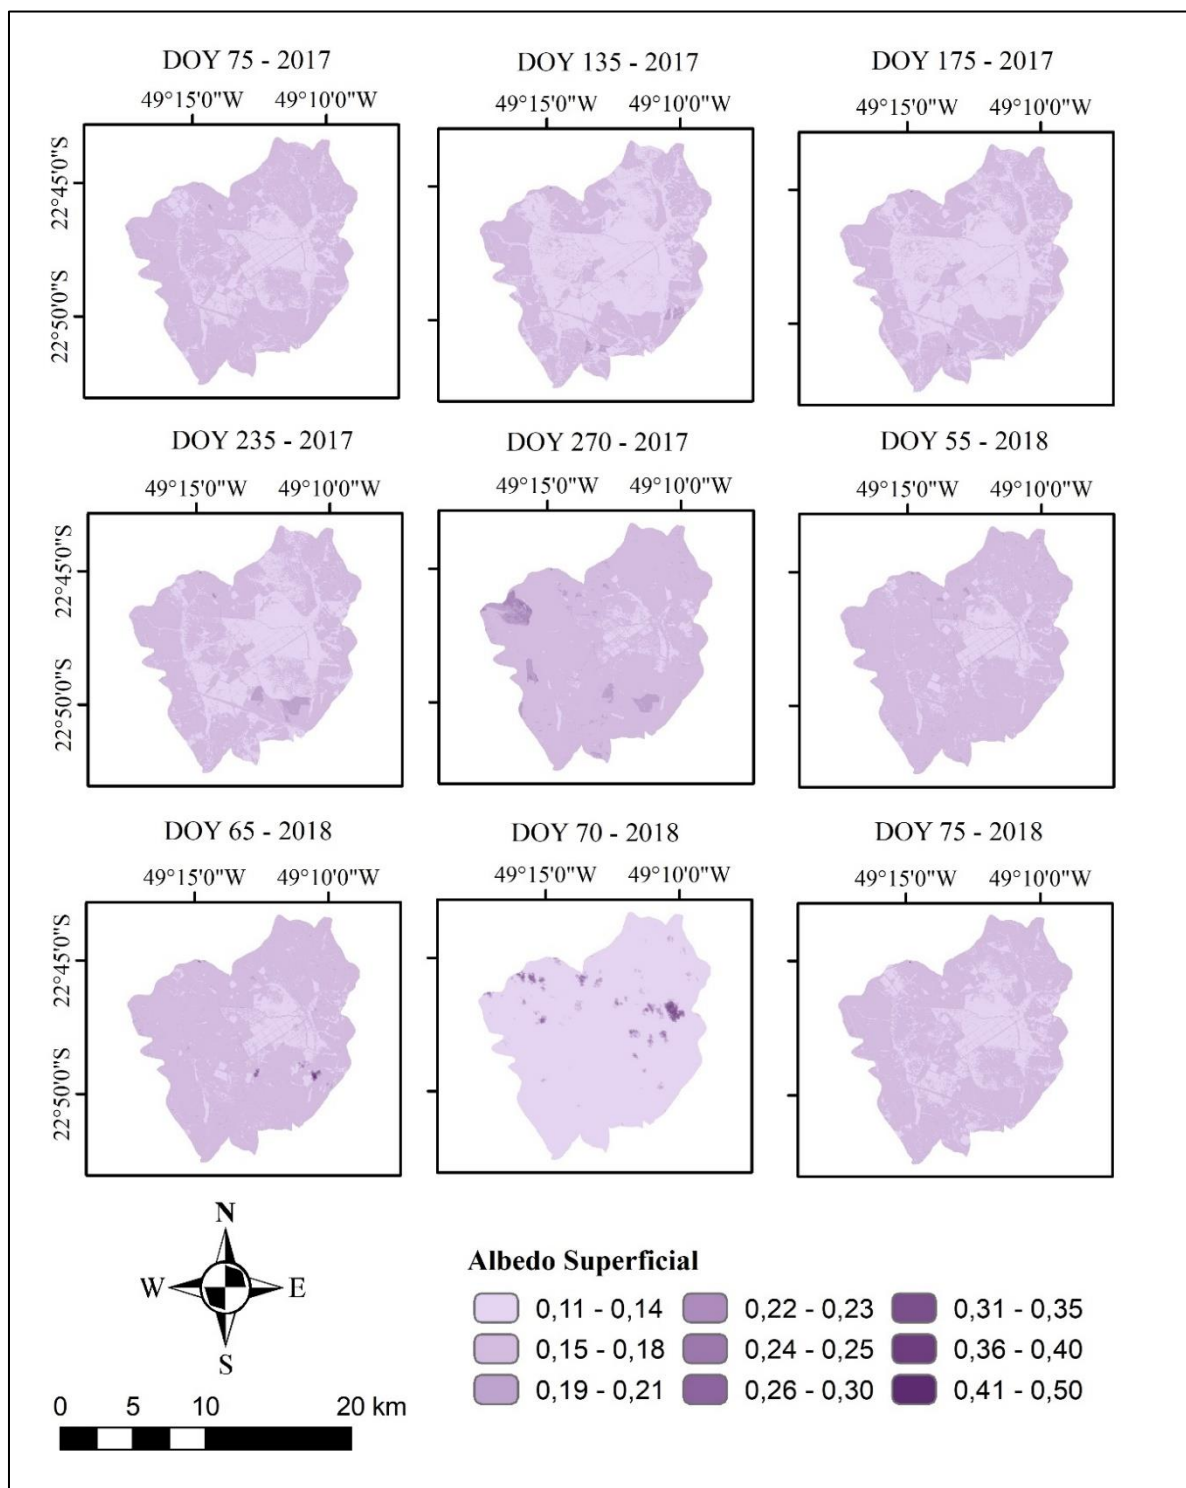 DOY 75 - 2017
DOY 135 - 2017
DOY 175 - 2017
49°15'0"W 49°10'0"W
49°15'0"W 49°10'0"W
49°15'0"W 49°10'0"W
22°45'0"S
22°50'0"S
DOY 235 - 2017
DOY 270 - 2017
DOY 55 - 2018
49°15'0"W 49°10'0"W
49°15'0"W 49°10'0"W
49°15'0"W 49°10'0"W
22°45'0"S
22°50'0"S
DOY 65 - 2018
DOY 70 - 2018
DOY 75 - 2018
49°15'0"W 49°10'0"W
49°15'0"W 49°10'0"W
49°15'0"W 49°10'0"W
22°45'0"S
22°50'0"S
N
W E
S
0 5 10 20 km
Albedo Superficial
0,11 - 0,14 0,22 - 0,23 0,31 - 0,35
0,15 - 0,18 0,24 - 0,25 0,36 - 0,40
0,19 - 0,21 0,26 - 0,30 0,41 - 0,50